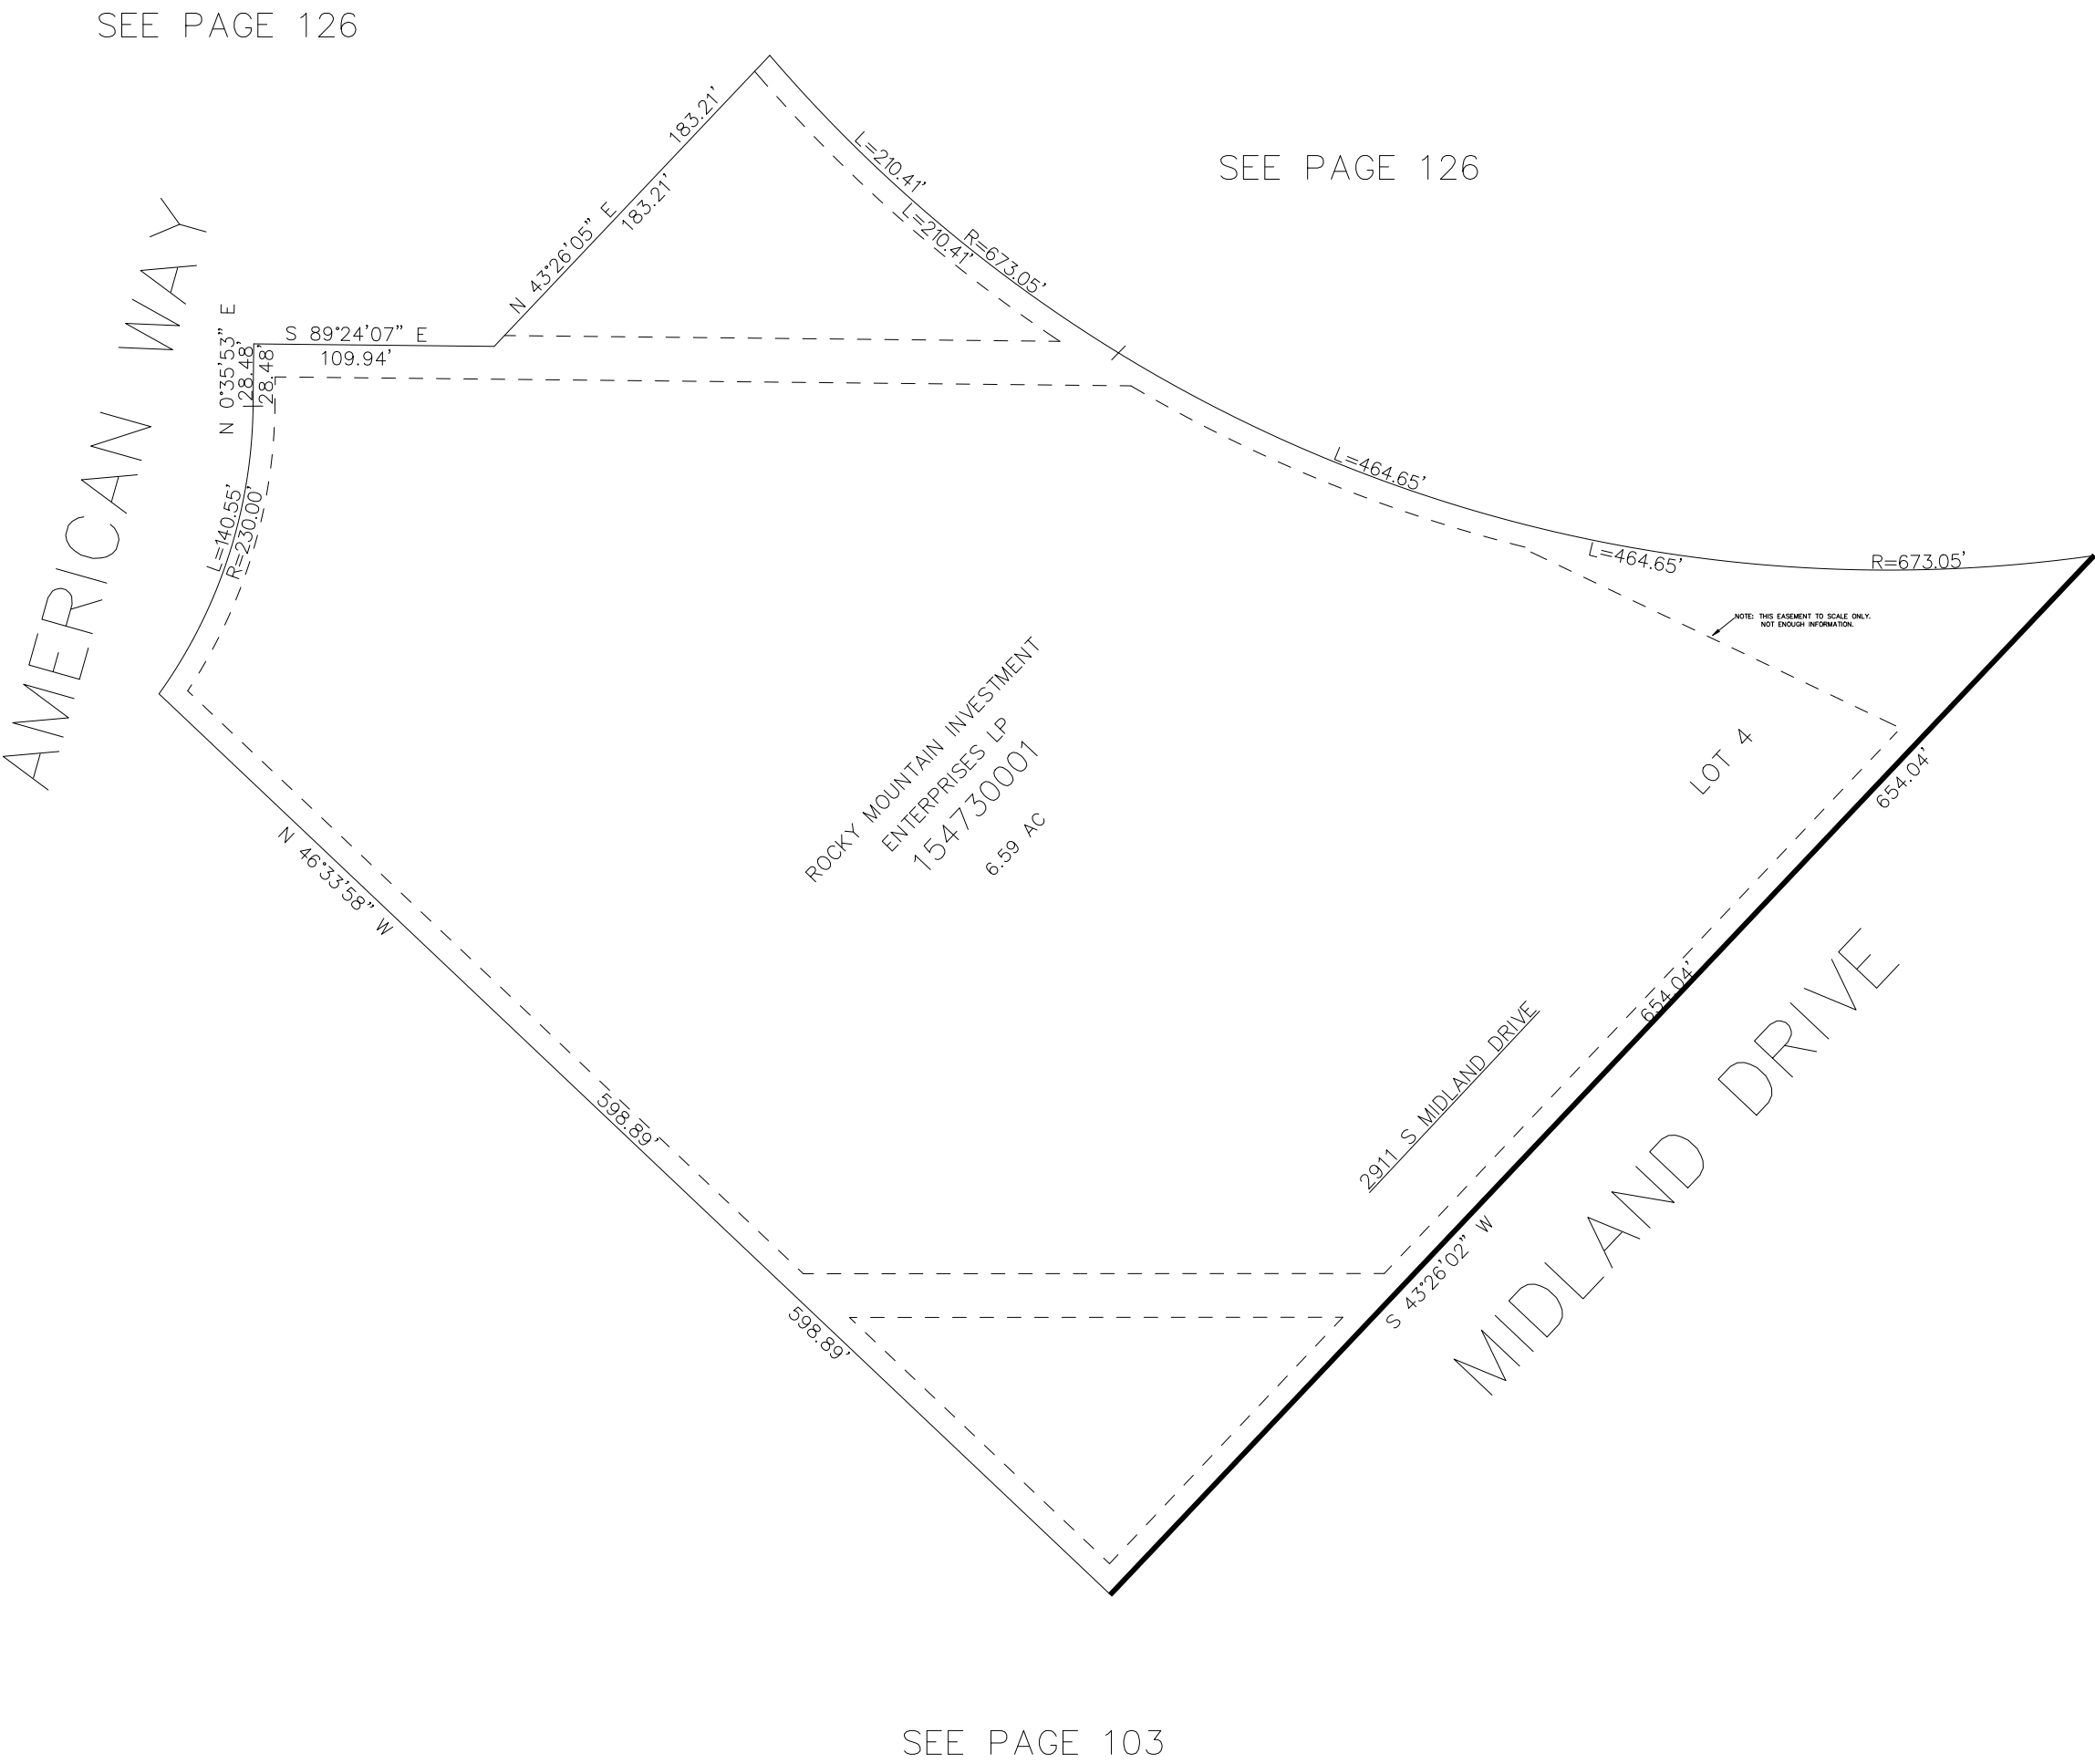 SEE PAGE 126
SEE PAGE 126
AMERICAN WAY
N 0°35'53" E
28.48'
28.48'
S 89°24'07" E
109.94'
N 43°26'05" E
183.21'
183.21'
L=210.41'
L=210.41'
R=673.05'
L=464.65'
L=464.65'
R=673.05'
L=140.55'
R=230.00'
NOTE: THIS EASEMENT TO SCALE ONLY.
NOT ENOUGH INFORMATION.
ROCKY MOUNTAIN INVESTMENT
ENTERPRISES LP
154730001
6.59 AC
LOT 4
654.04'
654.04'
N 46°33'58" W
598.89'
598.89'
2911 S MIDLAND DRIVE
S 43°26'02" W
MIDLAND DRIVE
SEE PAGE 103